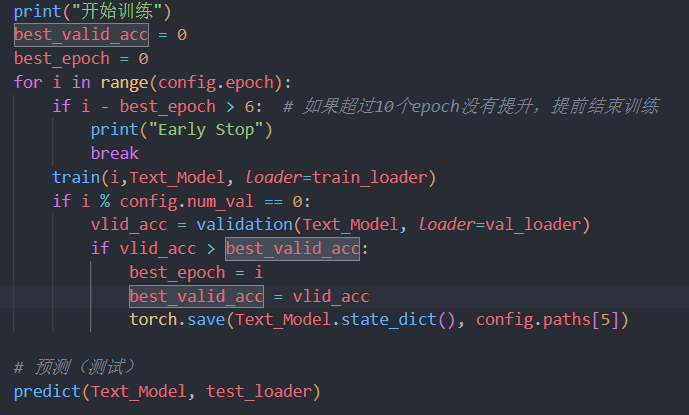 print("开始训练")
best_valid_acc = 0
best_epoch = 0
for i in range(config.epoch):
    if i - best_epoch > 6:  # 如果超过10个epoch没有提升，提前结束训练
        print("Early Stop")
        break
    train(i,Text_Model, loader=train_loader)
    if i % config.num_val == 0:
        vlid_acc = validation(Text_Model, loader=val_loader)
        if vlid_acc > best_valid_acc:
            best_epoch = i
            best_valid_acc = vlid_acc
            torch.save(Text_Model.state_dict(), config.paths[5])
# 预测（测试）
predict(Text_Model, test_loader)